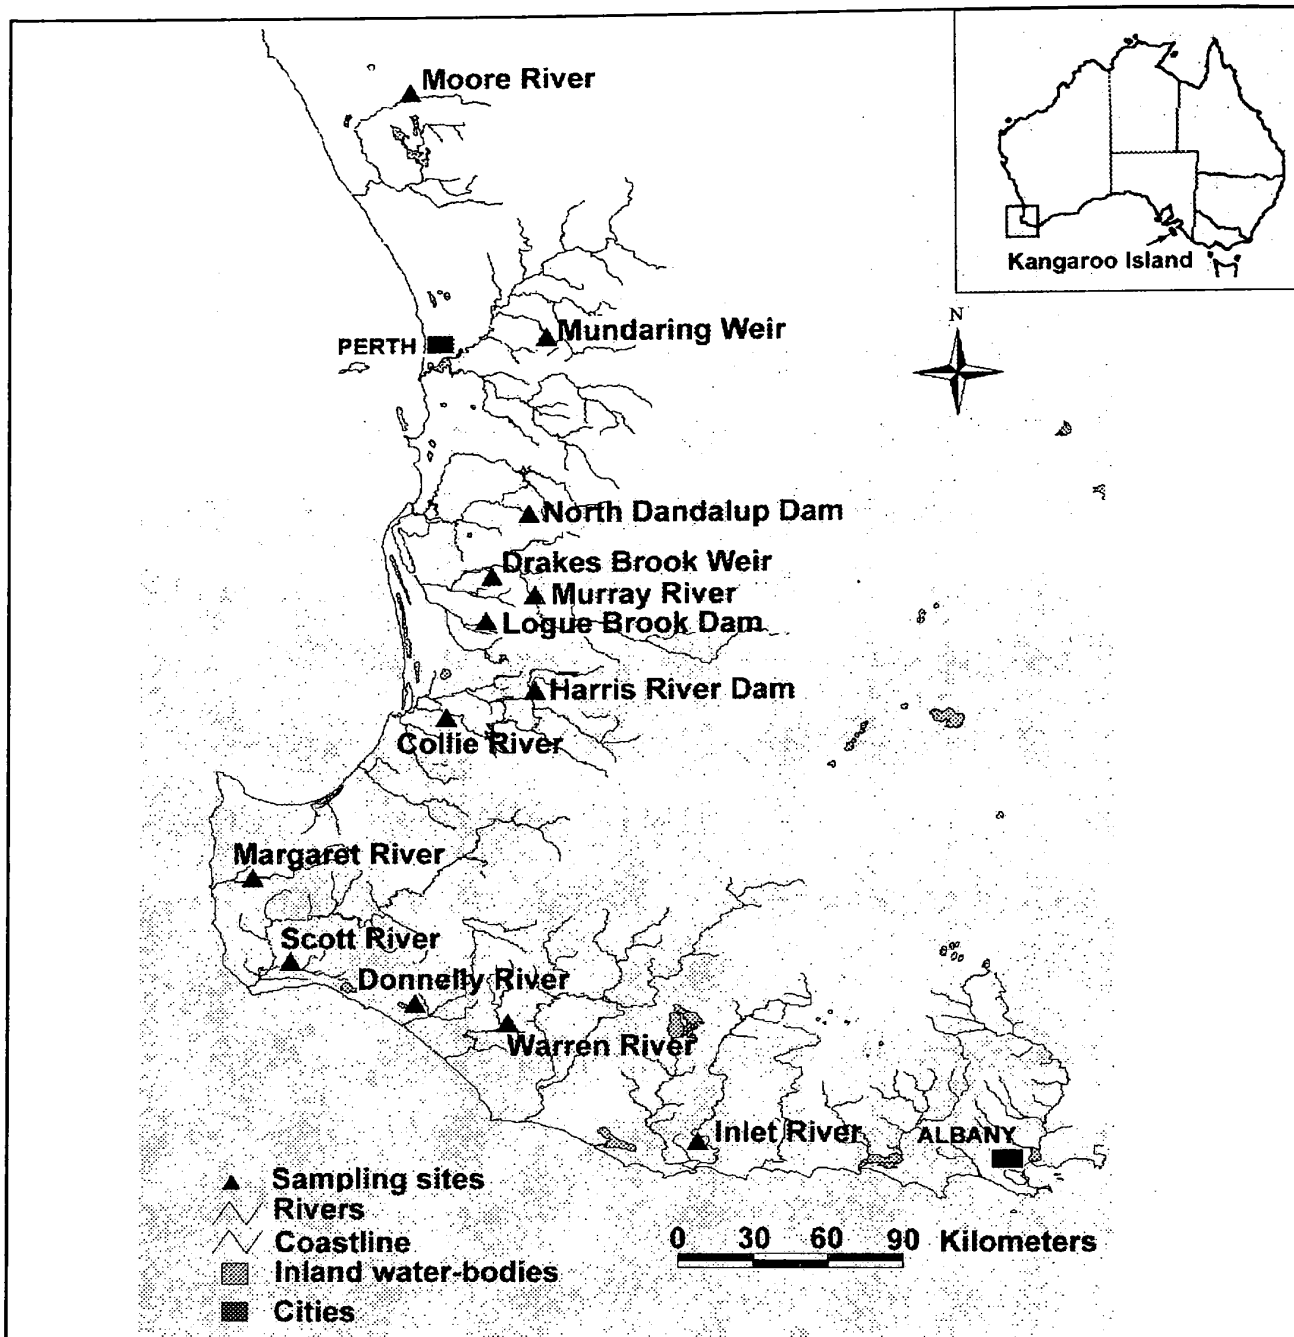 Moore River
Kangaroo Island
N
PERTH
Mundaring Weir
North Dandalup Dam
Drakes Brook Weir
Murray River
Logue Brook Dam
Harris River Dam
Collie River
Margaret River
Scott River
Donnelly River
Warren River
Inlet River
ALBANY
Sampling sites
Rivers
Coastline
Inland water-bodies
Cities
0 30 60 90 Kilometers